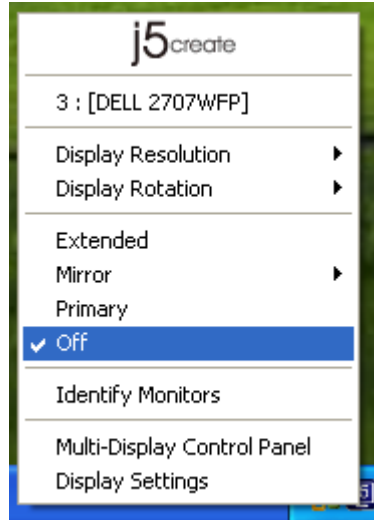 j5create
3 : [DELL 2707WFP]
Display Resolution
Display Rotation
Extended
Mirror
Primary
Off
Identify Monitors
Multi-Display Control Panel
Display Settings